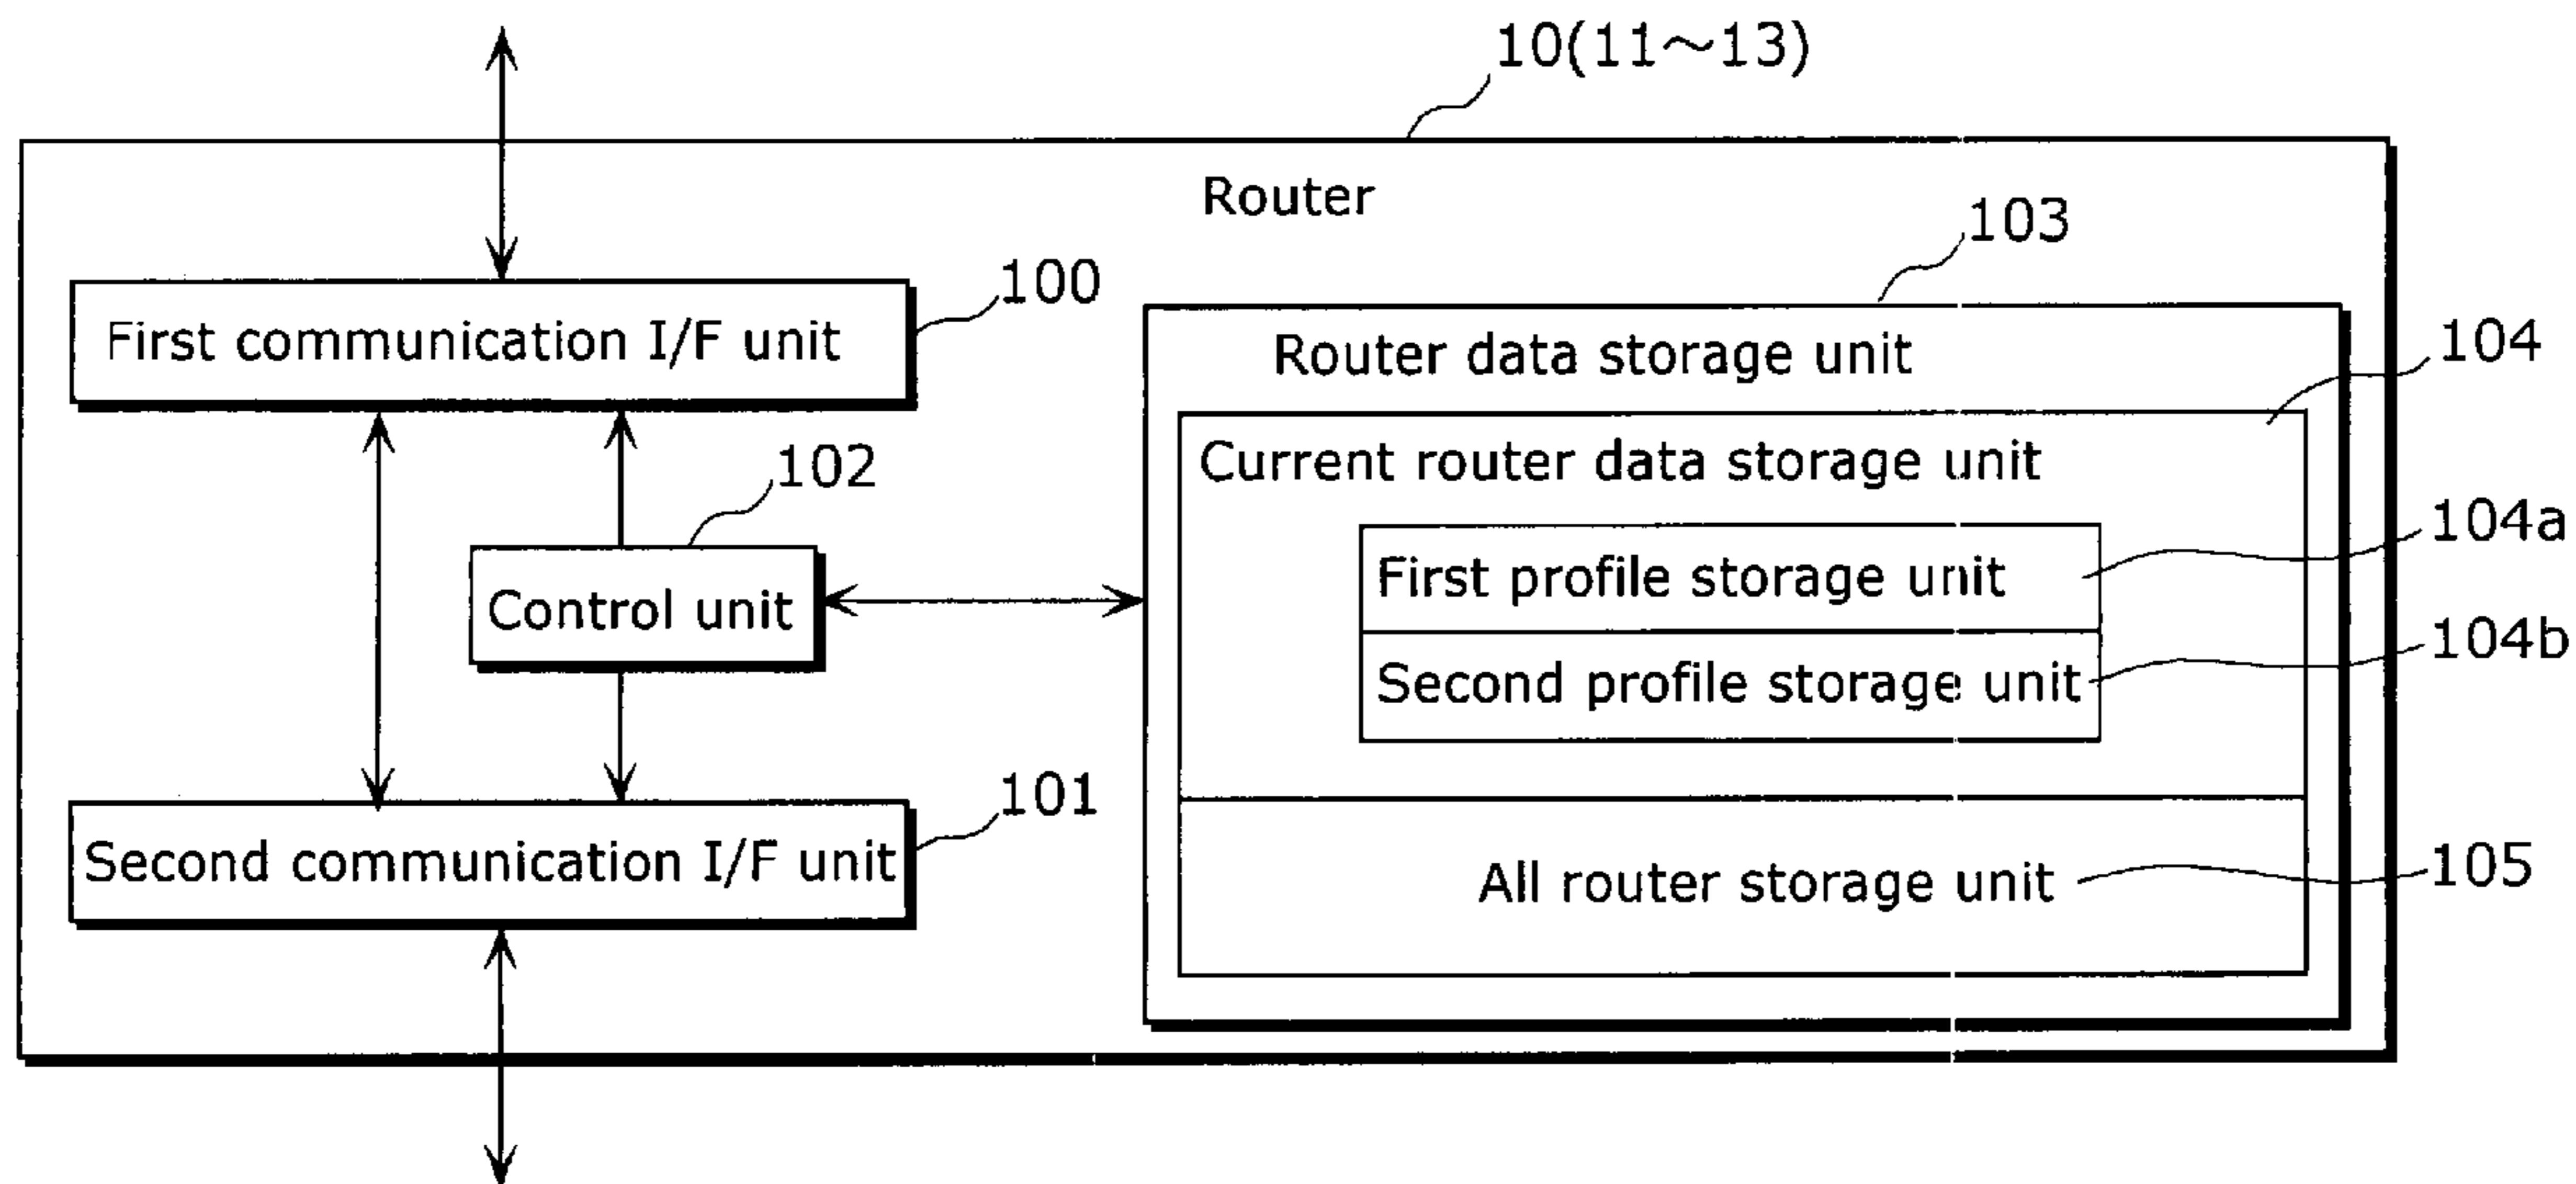 10(11～13)
Router
103
100
First communication I/F unit
Router data storage unit
104
Current router data storage unit
102
104a
First profile storage unit
Control unit
104b
Second profile storage unit
101
Second communication I/F unit
105
All router storage unit